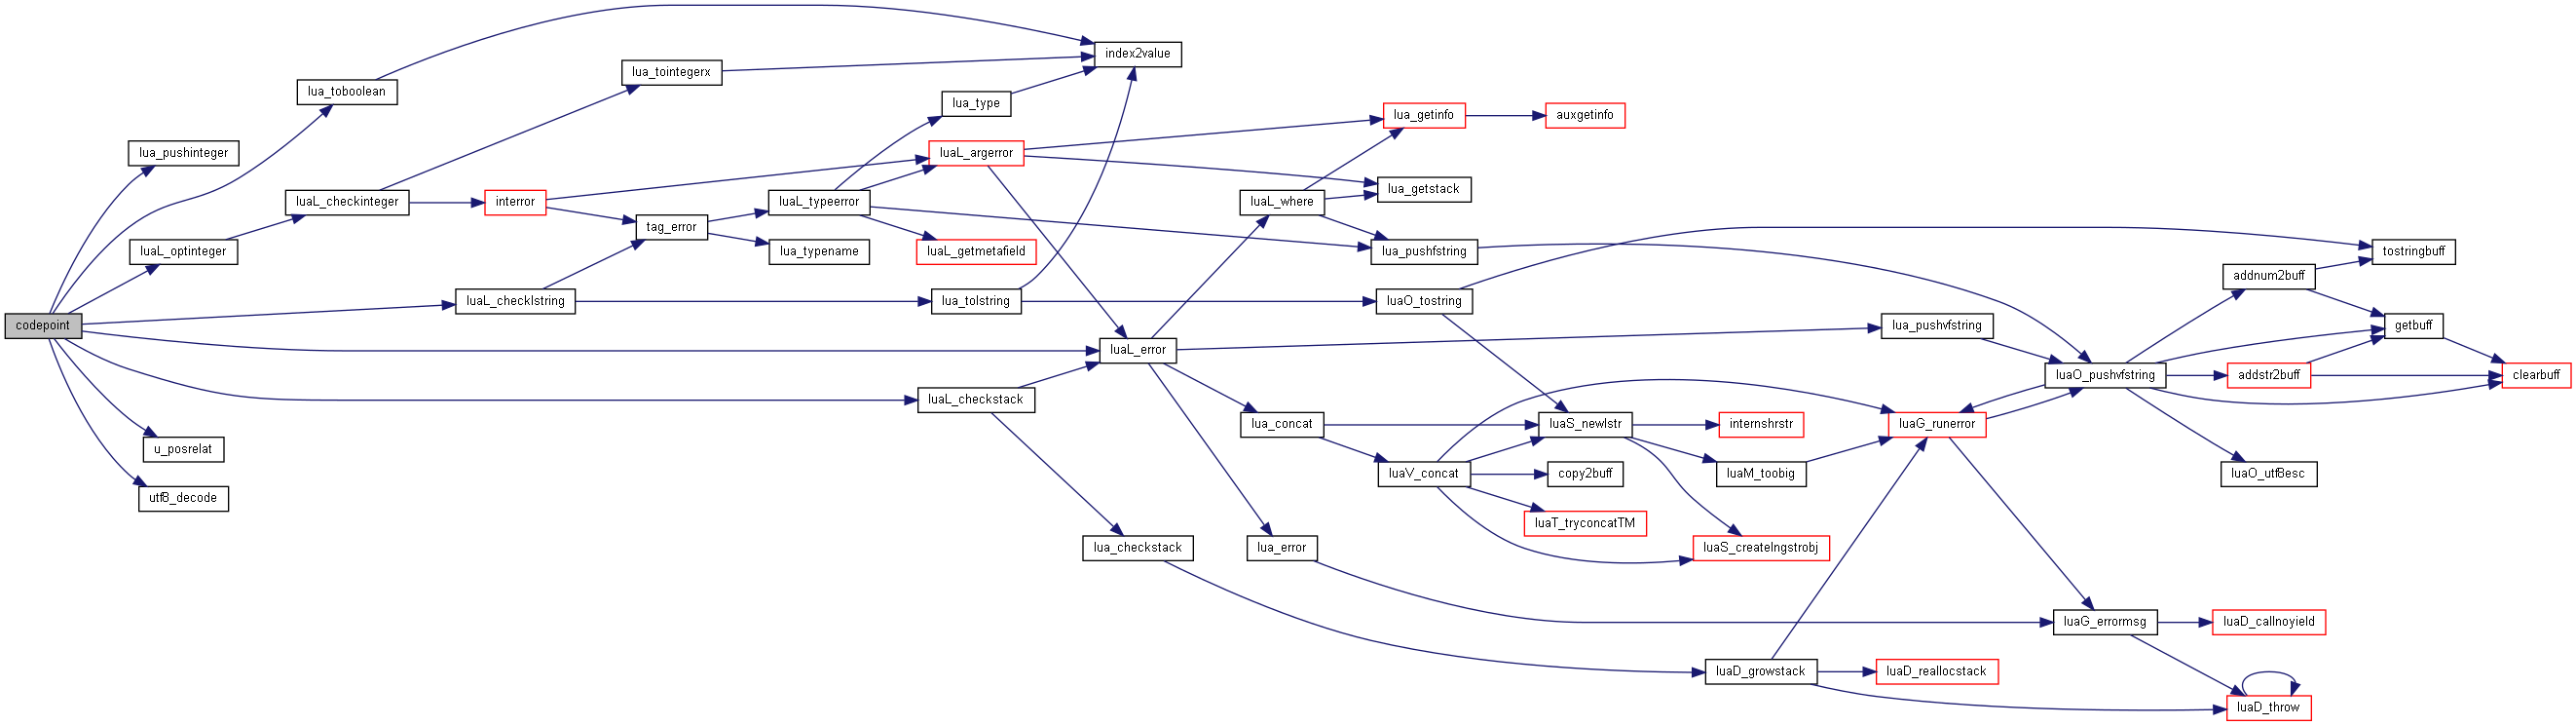 index2value
lua_tointegerx
lua_toboolean
lua_type
lua_getinfo
auxgetinfo
lua_pushinteger
luaL_argerror
lua_getstack
luaL_checkinteger
interror
luaL_typeerror
luaL_where
tag_error
luaL_optinteger
lua_typename
luaL_getmetafield
lua_pushfstring
tostringbuff
addnum2buff
luaL_checklstring
lua_tolstring
luaO_tostring
codepoint
lua_pushvfstring
getbuff
luaL_error
luaO_pushvfstring
addstr2buff
clearbuff
luaL_checkstack
lua_concat
luaS_newlstr
internshrstr
luaG_runerror
u_posrelat
luaV_concat
copy2buff
luaM_toobig
luaO_utf8esc
utf8_decode
luaT_tryconcatTM
lua_checkstack
lua_error
luaS_createlngstrobj
luaG_errormsg
luaD_callnoyield
luaD_growstack
luaD_reallocstack
luaD_throw